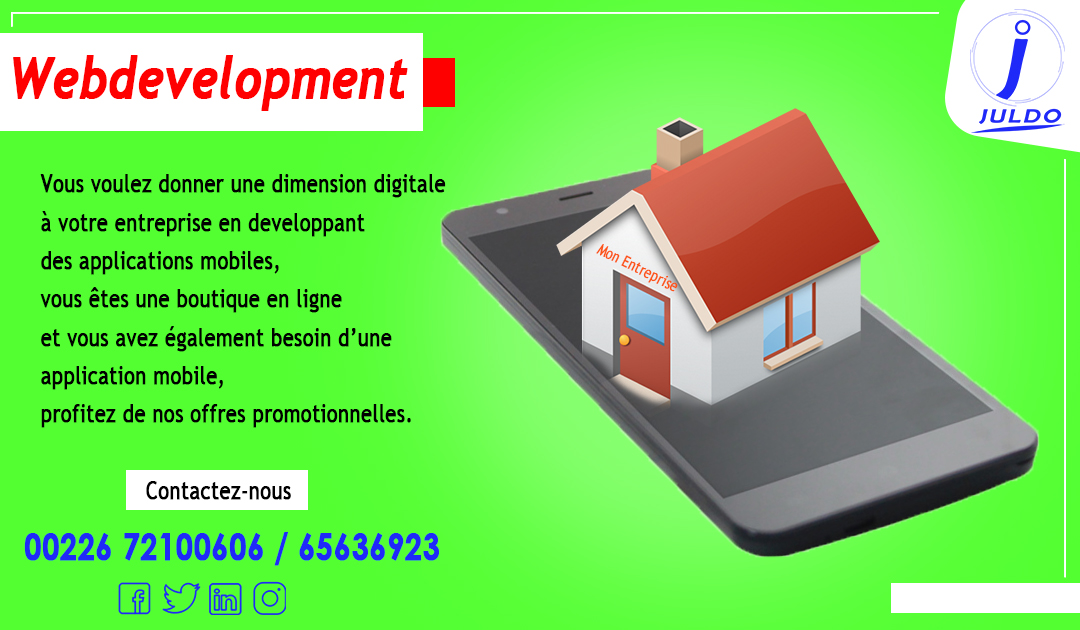 Webdevelopment
JULDO
Vous voulez donner une dimension digitale
à votre entreprise en developpant
des applications mobiles,
vous êtes une boutique en ligne
et vous avez également besoin d’une
application mobile,
profitez de nos offres promotionnelles.
Mon Entreprise
Contactez-nous
00226 72100606 / 65636923